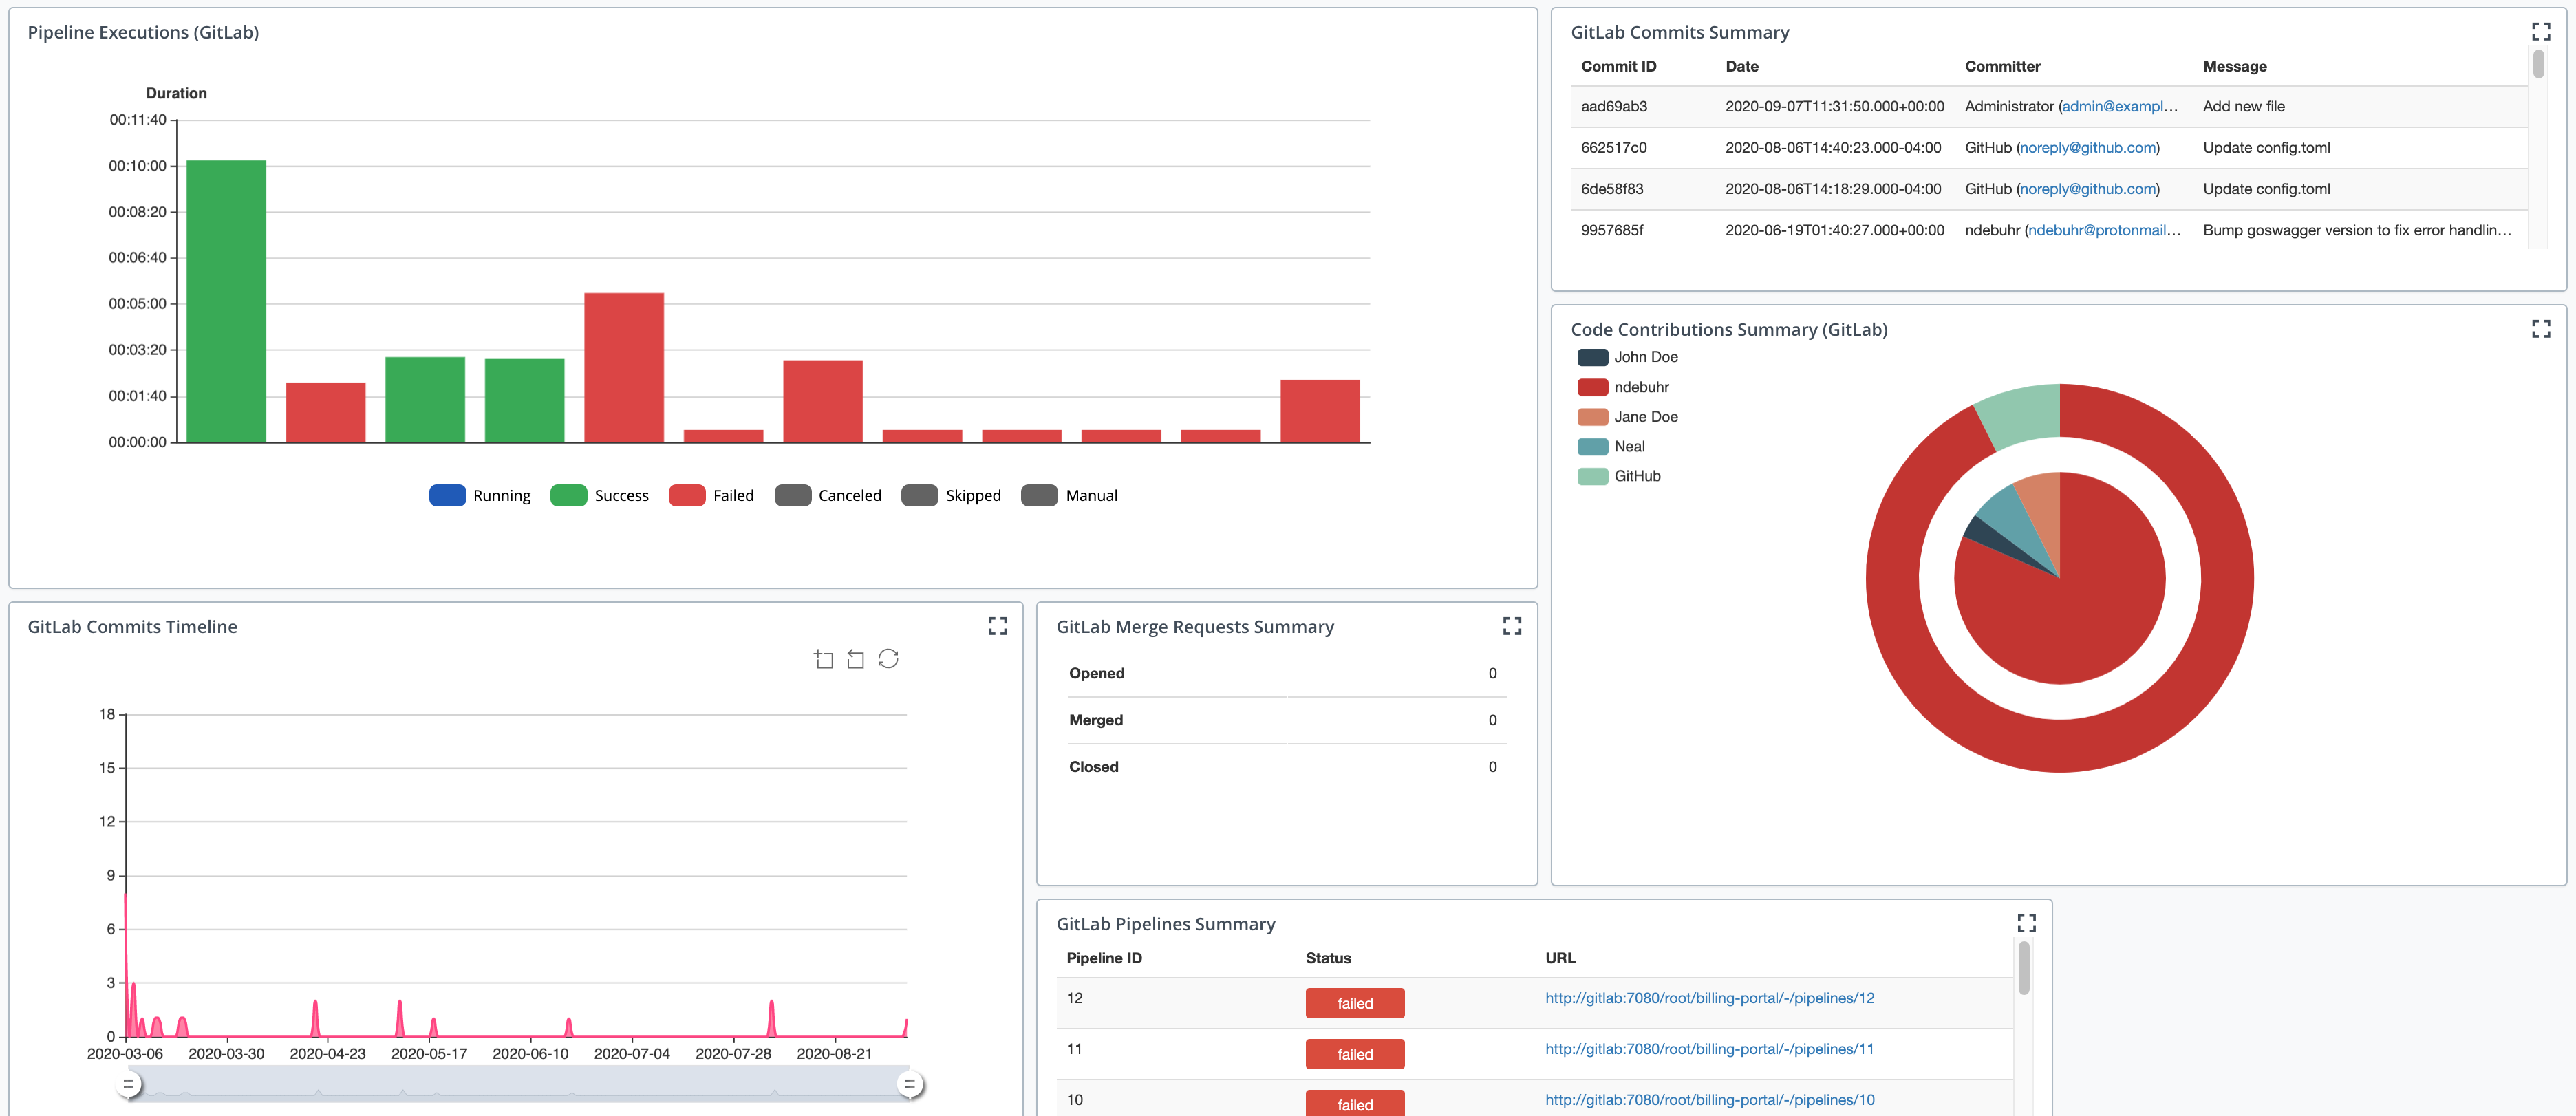 Pipeline Executions (GitLab)
Duration
00:11:40
00:10:00
00:08:20
00:06:40
00:05:00
00:03:20
00:01:40
00:00:00
Running Success Failed Canceled Skipped Manual
GitLab Commits Summary
Commit ID Date Committer Message
aad69ab3 2020-09-07T11:31:50.000+00:00 Administrator (admin@exampl... Add new file
662517c0 2020-08-06T14:40:23.000-04:00 GitHub (noreply@github.com) Update config.toml
6de58f83 2020-08-06T14:18:29.000-04:00 GitHub (noreply@github.com) Update config.toml
9957685f 2020-06-19T01:40:27.000+00:00 ndebuhr (ndebuhr@protonmail... Bump goswagger version to fix error handlin...
Code Contributions Summary (GitLab)
John Doe
ndebuhr
Jane Doe
Neal
GitHub
GitLab Commits Timeline
18
15
12
9
6
3
0
2020-03-06 2020-03-30 2020-04-23 2020-05-17 2020-06-10 2020-07-04 2020-07-28 2020-08-21
GitLab Merge Requests Summary
Opened 0
Merged 0
Closed 0
GitLab Pipelines Summary
Pipeline ID Status URL
12 failed http://gitlab:7080/root/billing-portal/-/pipelines/12
11 failed http://gitlab:7080/root/billing-portal/-/pipelines/11
10 failed http://gitlab:7080/root/billing-portal/-/pipelines/10